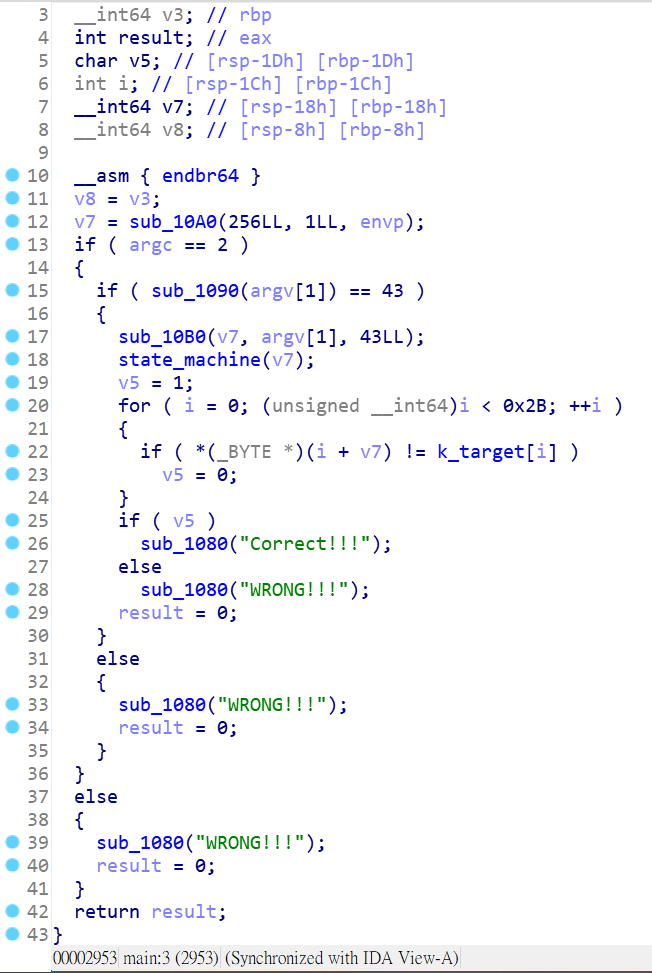 3 __int64 v3; // rbp
4 int result; // eax
5 char v5; // [rsp-1Dh] [rbp-1Dh]
6 int i; // [rsp-1Ch] [rbp-1Ch]
7 __int64 v7; // [rsp-18h] [rbp-18h]
8 __int64 v8; // [rsp-8h] [rbp-8h]
9
10 __asm { endbr64 }
11 v8 = v3;
12 v7 = sub_10A0(256LL, 1LL, envp);
13 if ( argc == 2 )
14 {
15 if ( sub_1090(argv[1]) == 43 )
16 {
17 sub_10B0(v7, argv[1], 43LL);
18 state_machine(v7);
19 v5 = 1;
20 for ( i = 0; (unsigned __int64)i < 0x2B; ++i )
21 {
22 if ( *(_BYTE *)(i + v7) != k_target[i] )
23 v5 = 0;
24 }
25 if ( v5 )
26 sub_1080("Correct!!!");
27 else
28 sub_1080("WRONG!!!");
29 result = 0;
30 }
31 else
32 {
33 sub_1080("WRONG!!!");
34 result = 0;
35 }
36 }
37 else
38 {
39 sub_1080("WRONG!!!");
40 result = 0;
41 }
42 return result;
43 }
00002953 main:3 (2953) (Synchronized with IDA View-A)